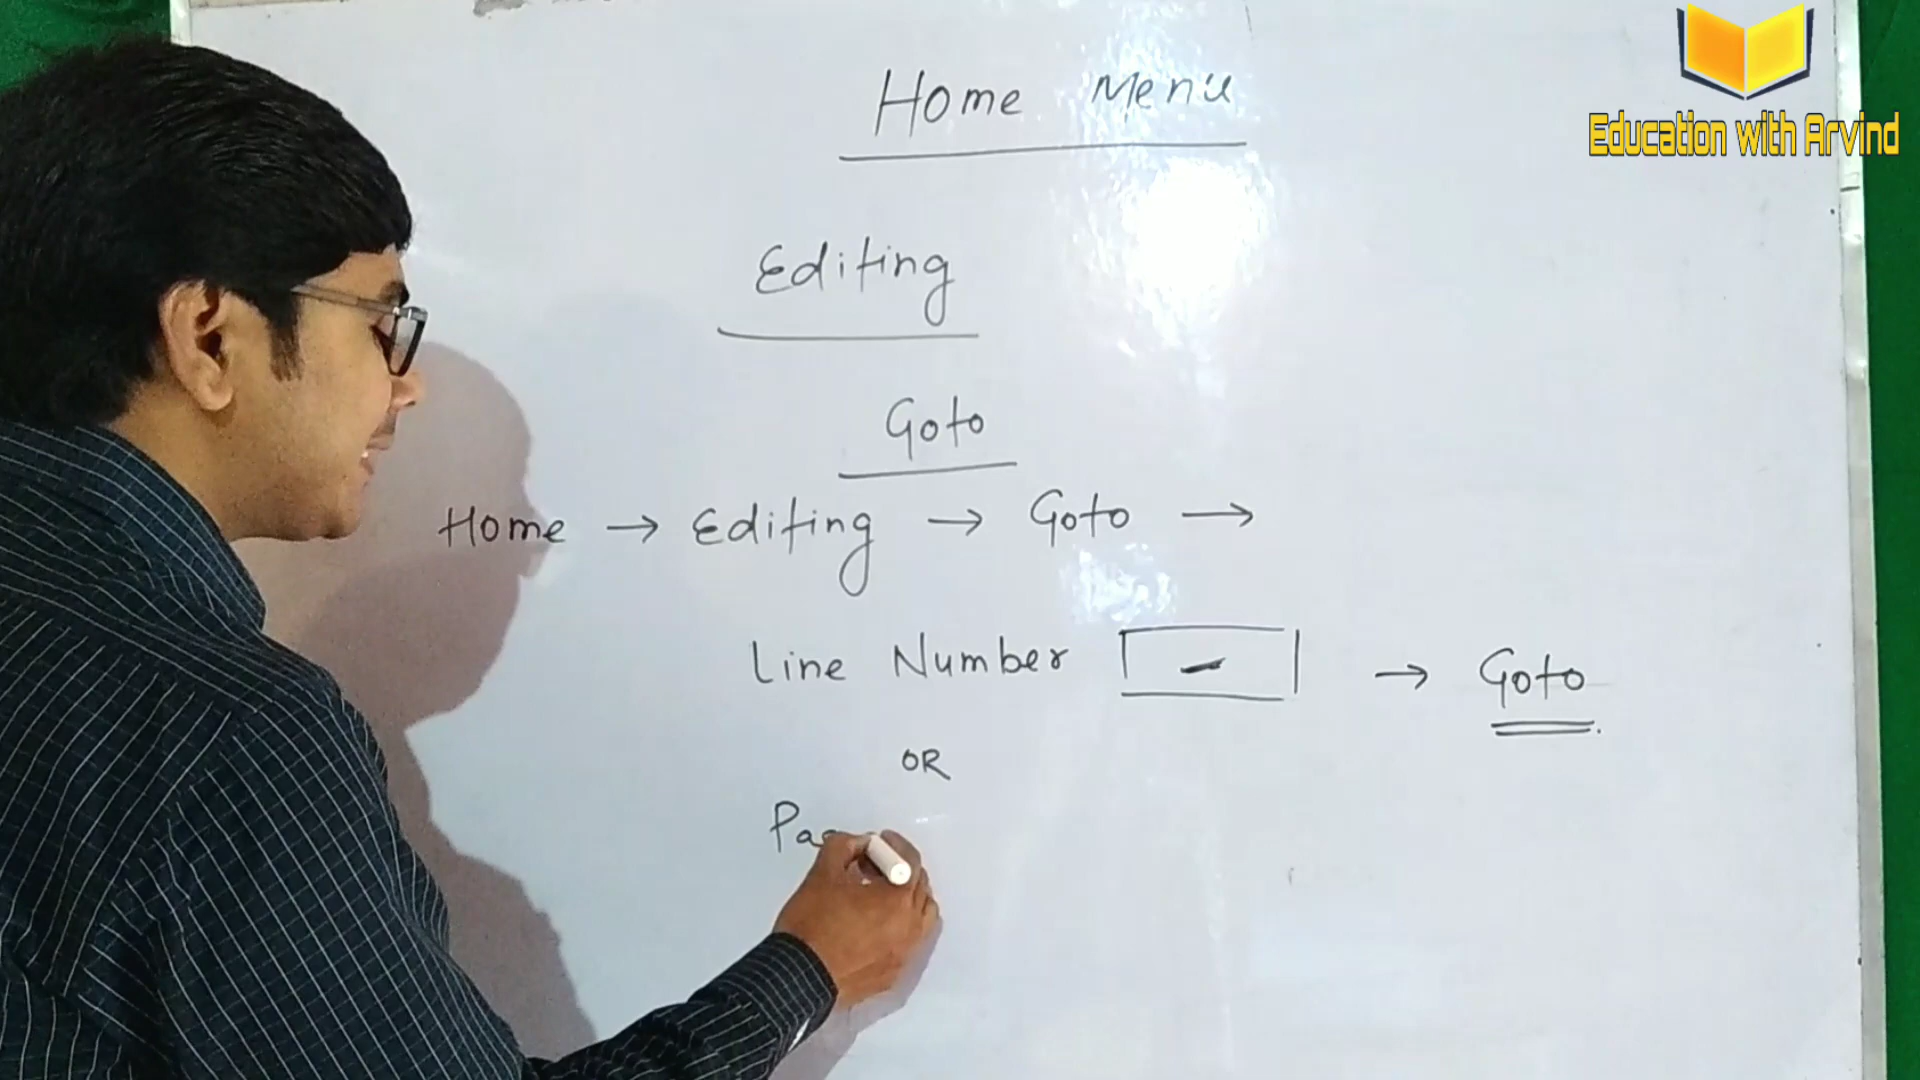 Home Menu
Education with Arvind
Editing
Goto
Home → Editing → Goto →
Line Number - → Goto
OR